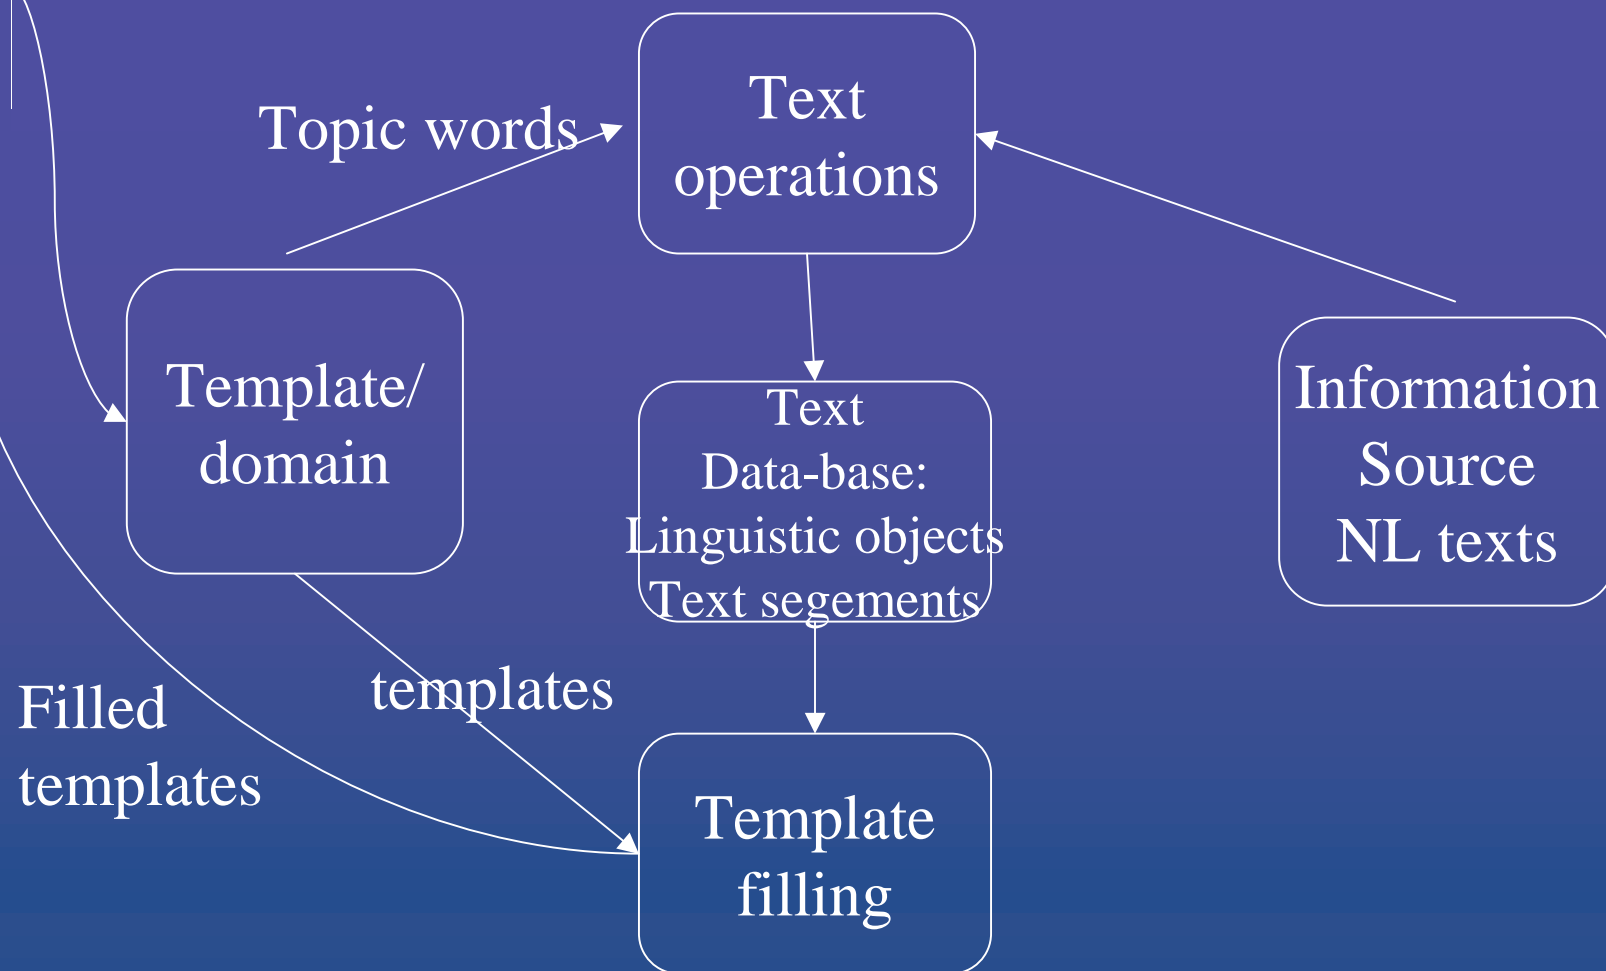 Text
operations
Topic words
Template/
domain
Text
Data-base:
Linguistic objects
Text segements
Information
Source
NL texts
templates
Filled
templates
Template
filling